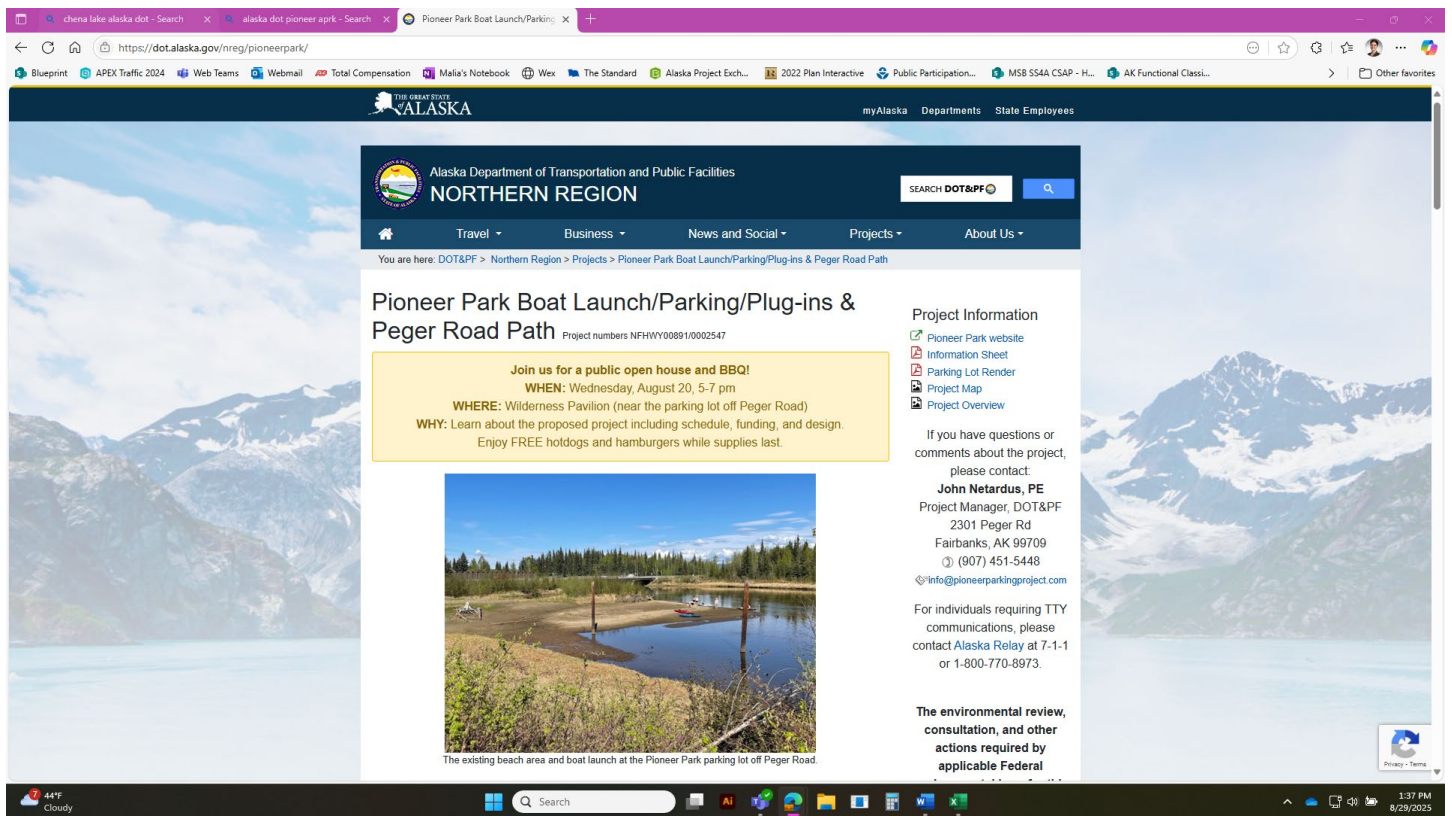 chena lake alaska dot - Search
alaska dot pioneer aprk - Search
Pioneer Park Boat Launch/Parking
https://dot.alaska.gov/nreg/pioneerpark/
Blueprint
APEX Traffic 2024
Web Teams
Webmail
Total Compensation
Malia's Notebook
Wex
The Standard
Alaska Project Exch...
2022 Plan Interactive
Public Participation...
MSB SS4A CSAP - H...
AK Functional Classi...
Other favorites
THE GREAT STATE
of ALASKA
myAlaska Departments State Employees
Alaska Department of Transportation and Public Facilities
NORTHERN REGION
SEARCH DOT&PF
Travel Business News and Social Projects About Us
You are here: DOT&PF > Northern Region > Projects > Pioneer Park Boat Launch/Parking/Plug-ins & Peger Road Path
Pioneer Park Boat Launch/Parking/Plug-ins &
Peger Road Path Project numbers NFHWY00891/0002547
Join us for a public open house and BBQ!
WHEN: Wednesday, August 20, 5-7 pm
WHERE: Wilderness Pavilion (near the parking lot off Peger Road)
WHY: Learn about the proposed project including schedule, funding, and design.
Enjoy FREE hotdogs and hamburgers while supplies last.
The existing beach area and boat launch at the Pioneer Park parking lot off Peger Road.
Project Information
Pioneer Park website
Information Sheet
Parking Lot Render
Project Map
Project Overview
If you have questions or
comments about the project,
please contact:
John Netardus, PE
Project Manager, DOT&PF
2301 Peger Rd
Fairbanks, AK 99709
(907) 451-5448
info@pioneerparkingproject.com
For individuals requiring TTY
communications, please
contact Alaska Relay at 7-1-1
or 1-800-770-8973.
The environmental review,
consultation, and other
actions required by
applicable Federal
Privacy - Terms
7
44°F
Cloudy
Search
Ai
1:37 PM
8/29/2025